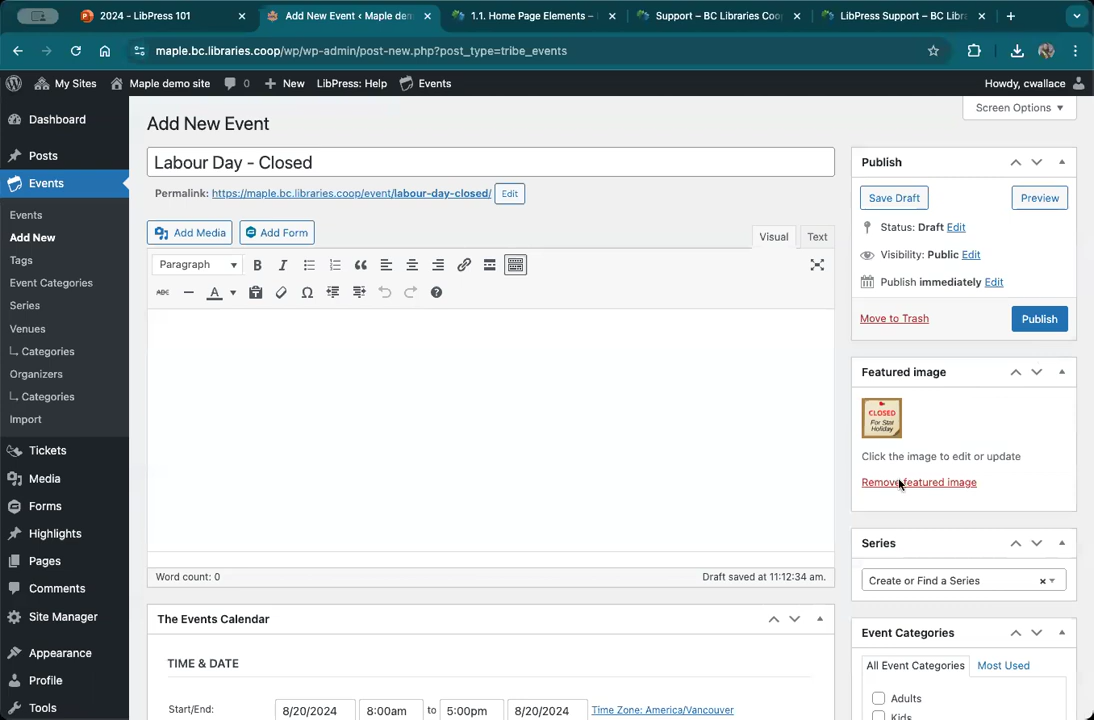 2024 - LibPress 101
Add New Event ‹ Maple dem
1.1. Home Page Elements –
Support – BC Libraries Coo
LibPress Support – BC Libra
maple.bc.libraries.coop/wp/wp-admin/post-new.php?post_type=tribe_events
My Sites
Maple demo site
0
New
LibPress: Help
Events
Howdy, cwallace
Screen Options
Dashboard
Posts
Events
Events
Add New
Tags
Event Categories
Series
Venues
Categories
Organizers
Categories
Import
Tickets
Media
Forms
Highlights
Pages
Comments
Site Manager
Appearance
Profile
Tools
Add New Event
Labour Day - Closed
Permalink: https://maple.bc.libraries.coop/event/labour-day-closed/ Edit
Add Media
Add Form
Visual
Text
Paragraph
B
I
ABC
A
Word count: 0
Draft saved at 11:12:34 am.
The Events Calendar
TIME & DATE
Start/End:
8/20/2024
8:00am
to
5:00pm
8/20/2024
Time Zone: America/Vancouver
Publish
Save Draft
Preview
Status: Draft Edit
Visibility: Public Edit
Publish immediately Edit
Move to Trash
Publish
Featured image
CLOSED
For Stat
Holiday
Click the image to edit or update
Remove featured image
Series
Create or Find a Series
×
Event Categories
All Event Categories
Most Used
Adults
Kids